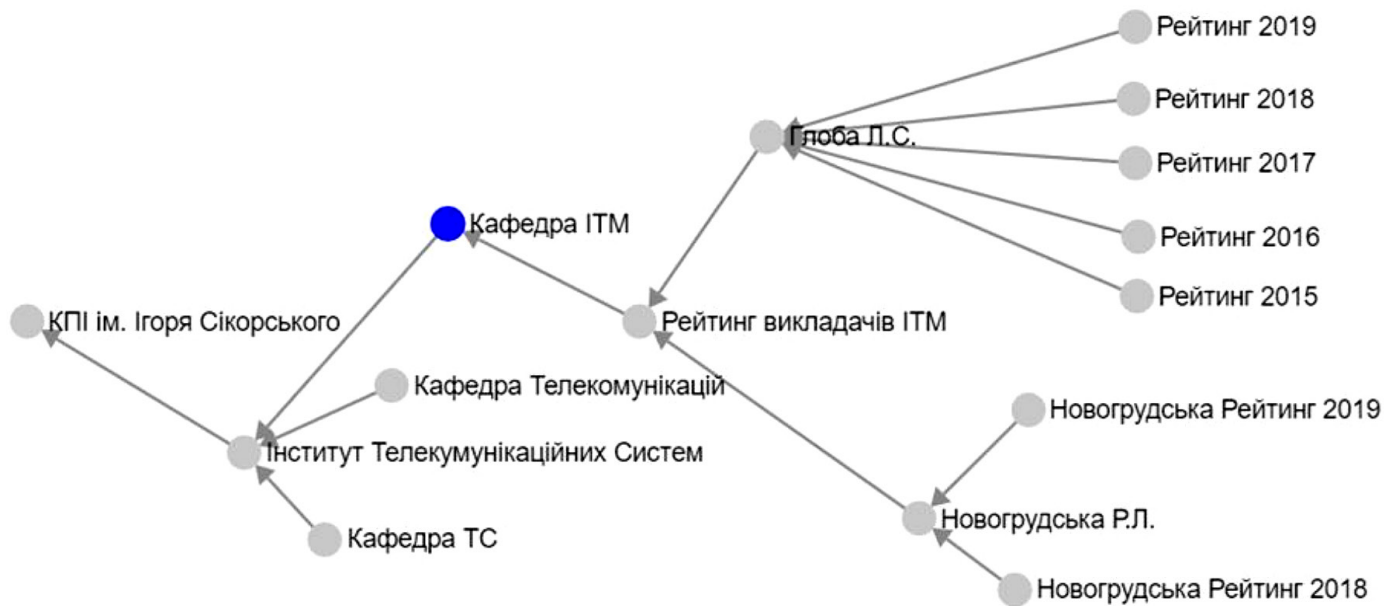 Рейтинг 2019
Рейтинг 2018
Глоба Л.С.
Рейтинг 2017
Кафедра ІТМ
Рейтинг 2016
Рейтинг 2015
КПІ ім. Ігоря Сікорського
Рейтинг викладачів ІТМ
Кафедра Телекомунікацій
Новогрудська Рейтинг 2019
Інститут Телекумунікаційних Систем
Новогрудська Р.Л.
Кафедра ТС
Новогрудська Рейтинг 2018